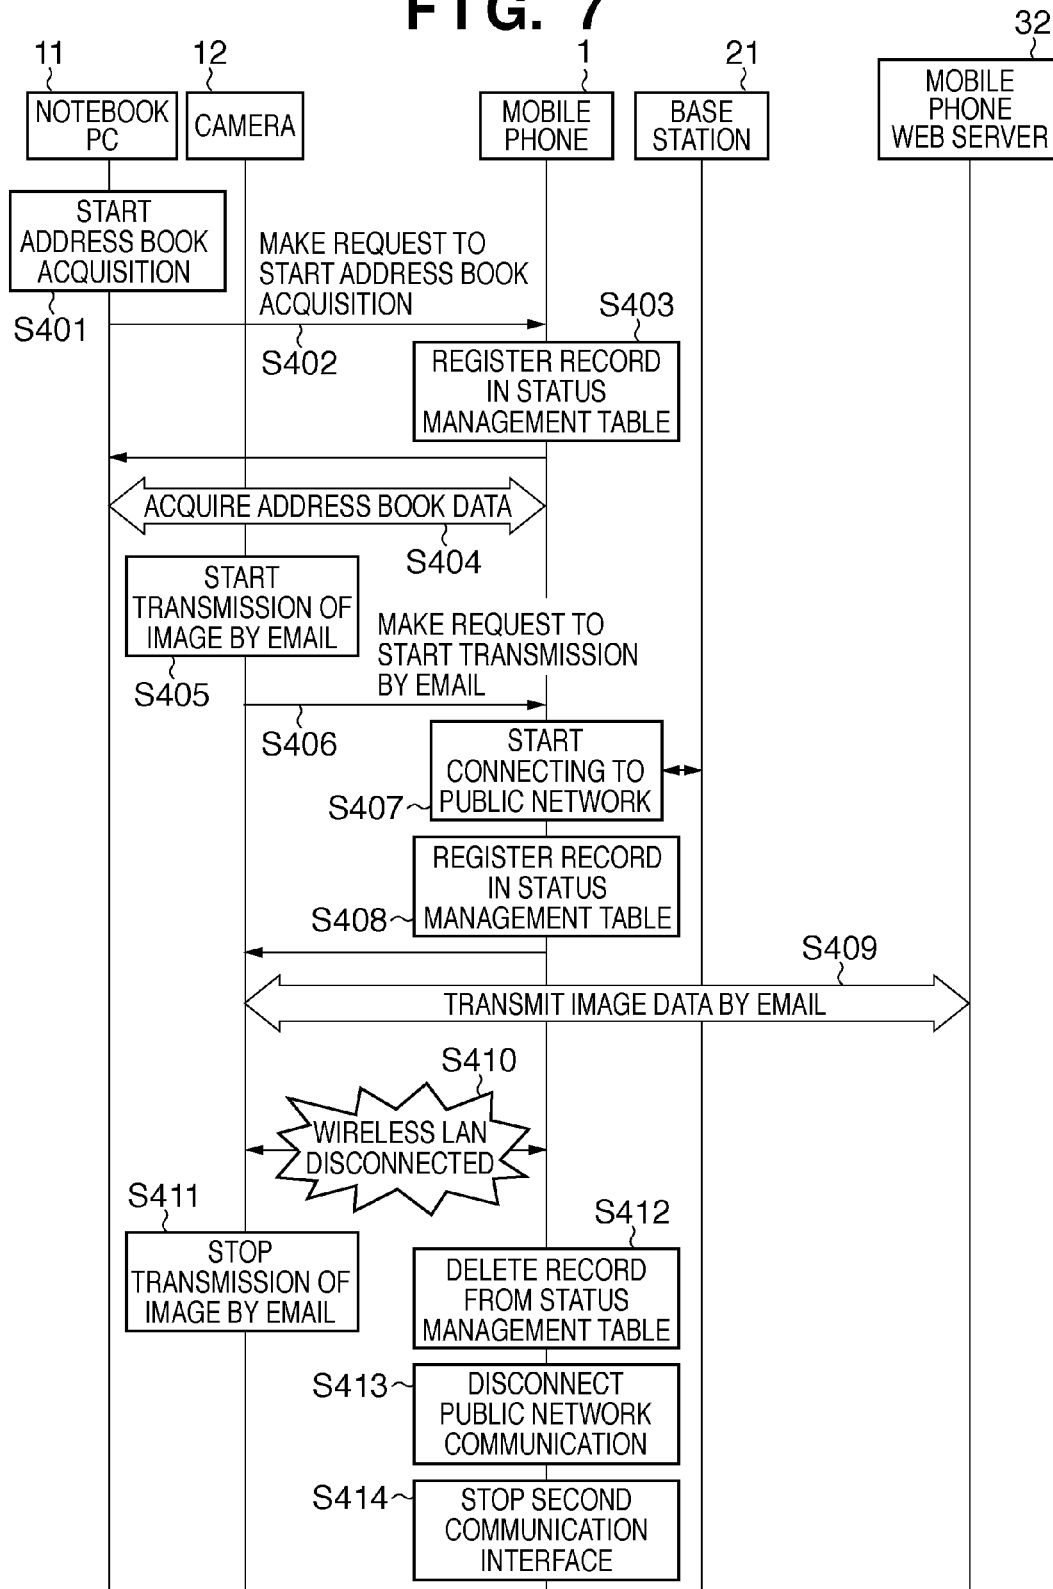 FIG. 7
11
12
1
21
32
NOTEBOOK
PC
CAMERA
MOBILE
PHONE
BASE
STATION
MOBILE
PHONE
WEB SERVER
START
ADDRESS BOOK
ACQUISITION
S401
MAKE REQUEST TO
START ADDRESS BOOK
ACQUISITION
S402
S403
REGISTER RECORD
IN STATUS
MANAGEMENT TABLE
ACQUIRE ADDRESS BOOK DATA
S404
START
TRANSMISSION OF
IMAGE BY EMAIL
S405
MAKE REQUEST TO
START TRANSMISSION
BY EMAIL
S406
START
CONNECTING TO
PUBLIC NETWORK
S407
REGISTER RECORD
IN STATUS
MANAGEMENT TABLE
S408
S409
TRANSMIT IMAGE DATA BY EMAIL
S410
WIRELESS LAN
DISCONNECTED
S411
STOP
TRANSMISSION OF
IMAGE BY EMAIL
S412
DELETE RECORD
FROM STATUS
MANAGEMENT TABLE
S413
DISCONNECT
PUBLIC NETWORK
COMMUNICATION
S414
STOP SECOND
COMMUNICATION
INTERFACE